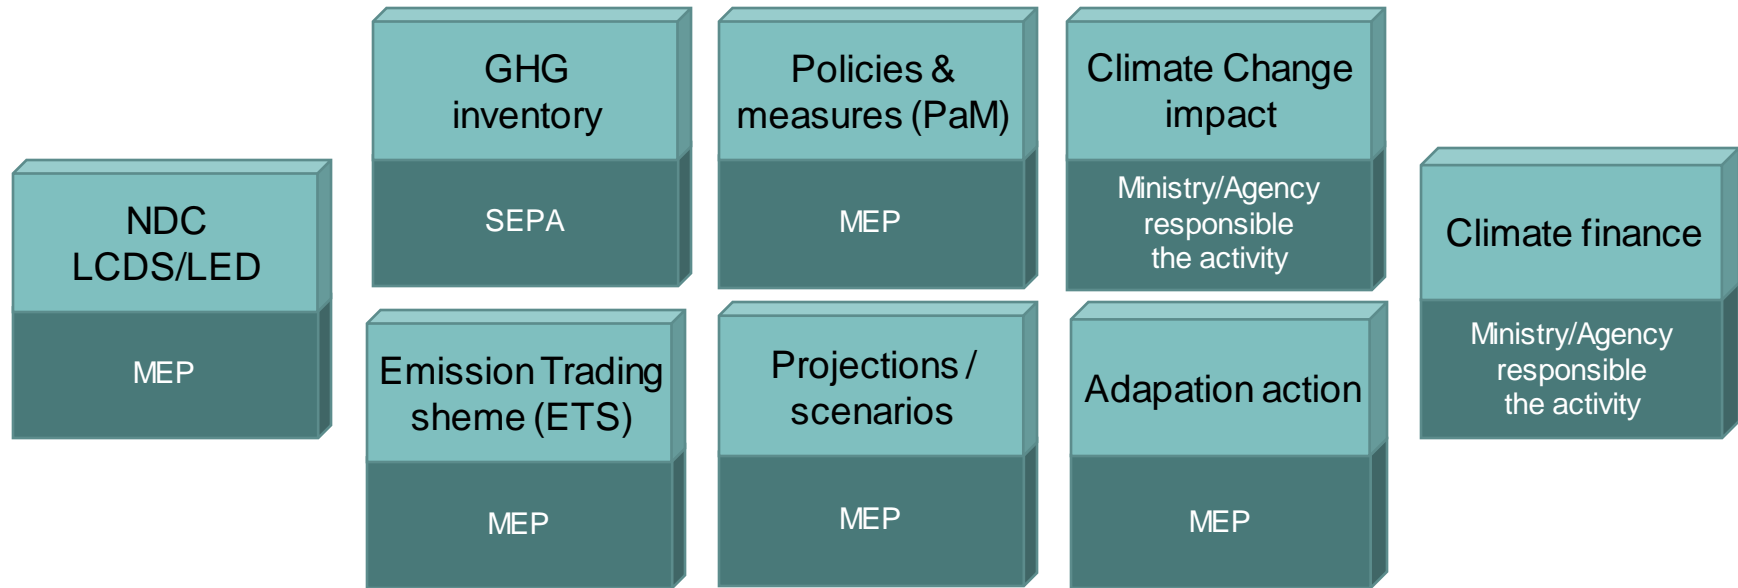 NDC
LCDS/LED
MEP
GHG
inventory
SEPA
Emission Trading
sheme (ETS)
MEP
Policies &
measures (PaM)
MEP
Projections /
scenarios
MEP
Climate Change
impact
Ministry/Agency
responsible
the activity
Adapation action
MEP
Climate finance
Ministry/Agency
responsible
the activity